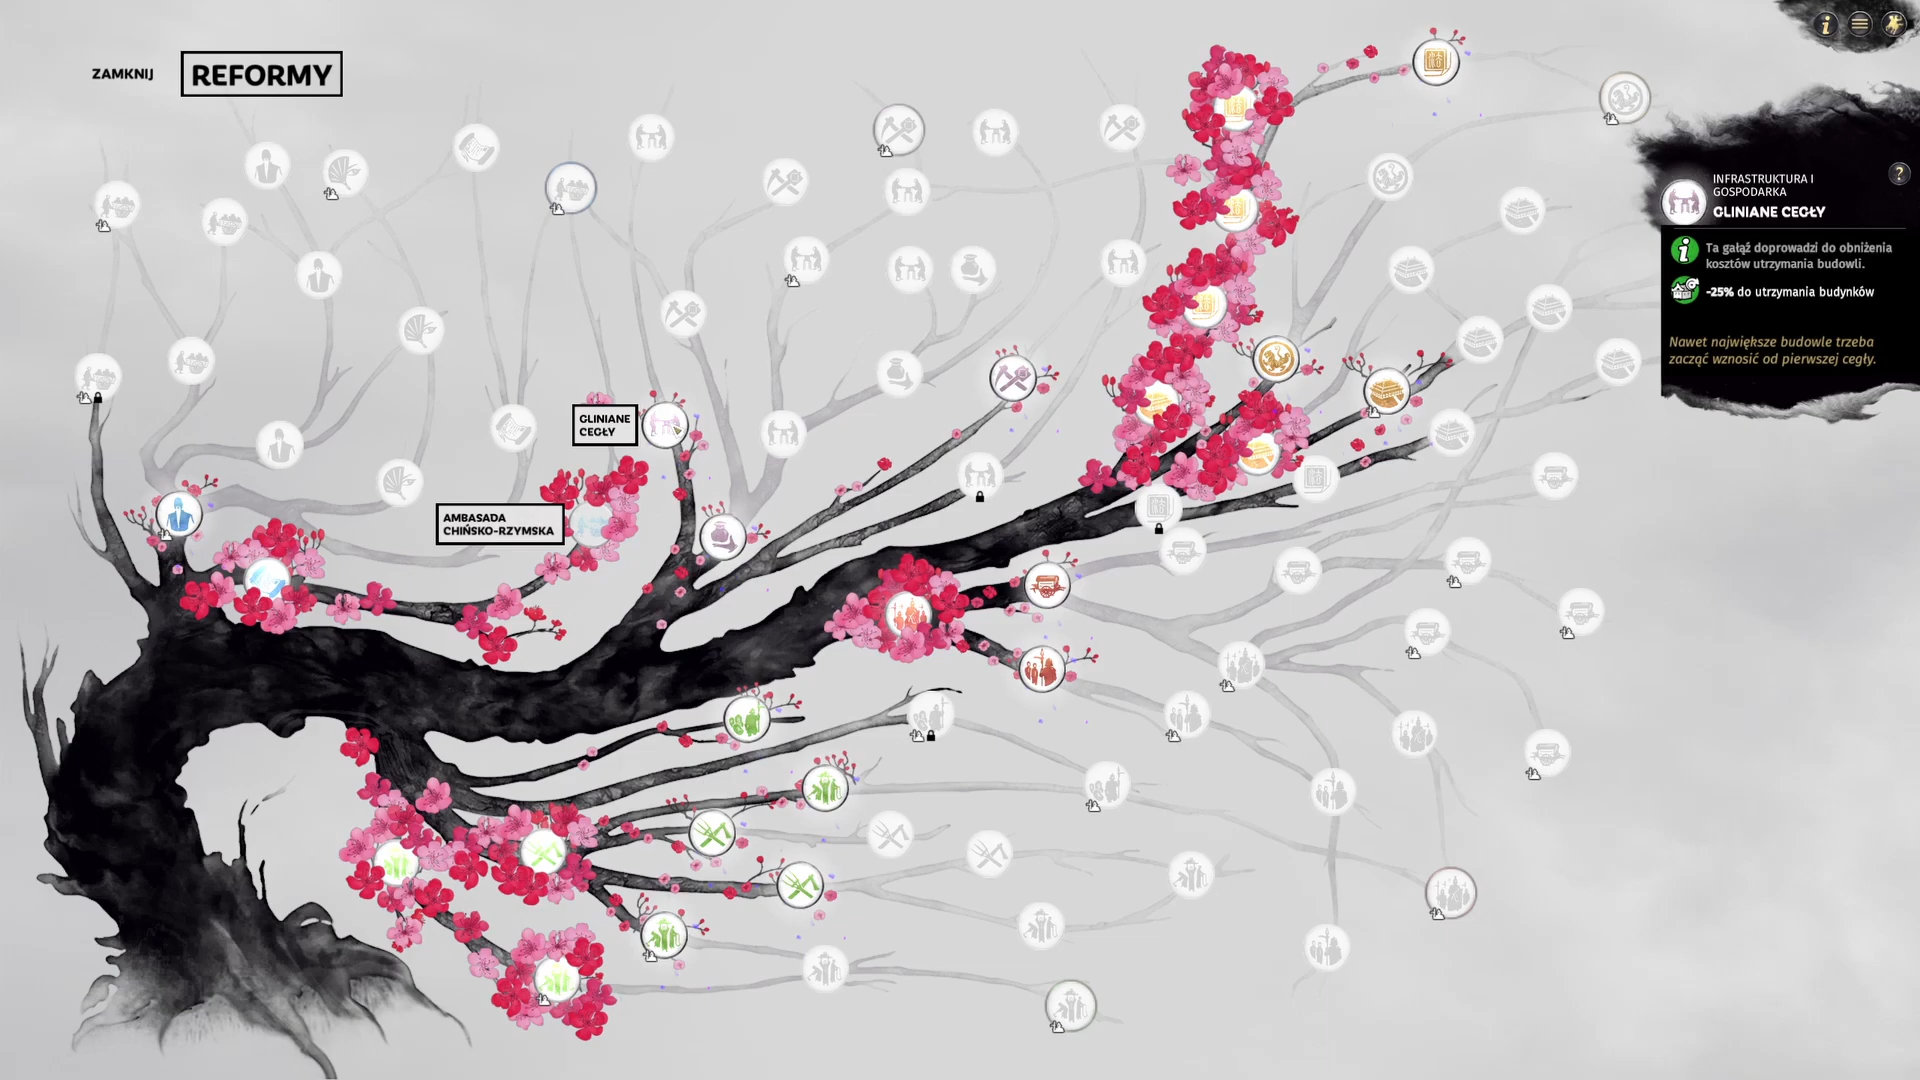 ZAMKNIJ
REFORMY
INFRASTRUKTURA I
GOSPODARKA
GLINIANE CEGŁY
?
Ta gałąź doprowadzi do obniżenia
kosztów utrzymania budowli.
-25% do utrzymania budynków
Nawet największe budowle trzeba
zacząć wznosić od pierwszej cegły.
GLINIANE
CEGŁY
AMBASADA
CHIŃSKO-RZYMSKA